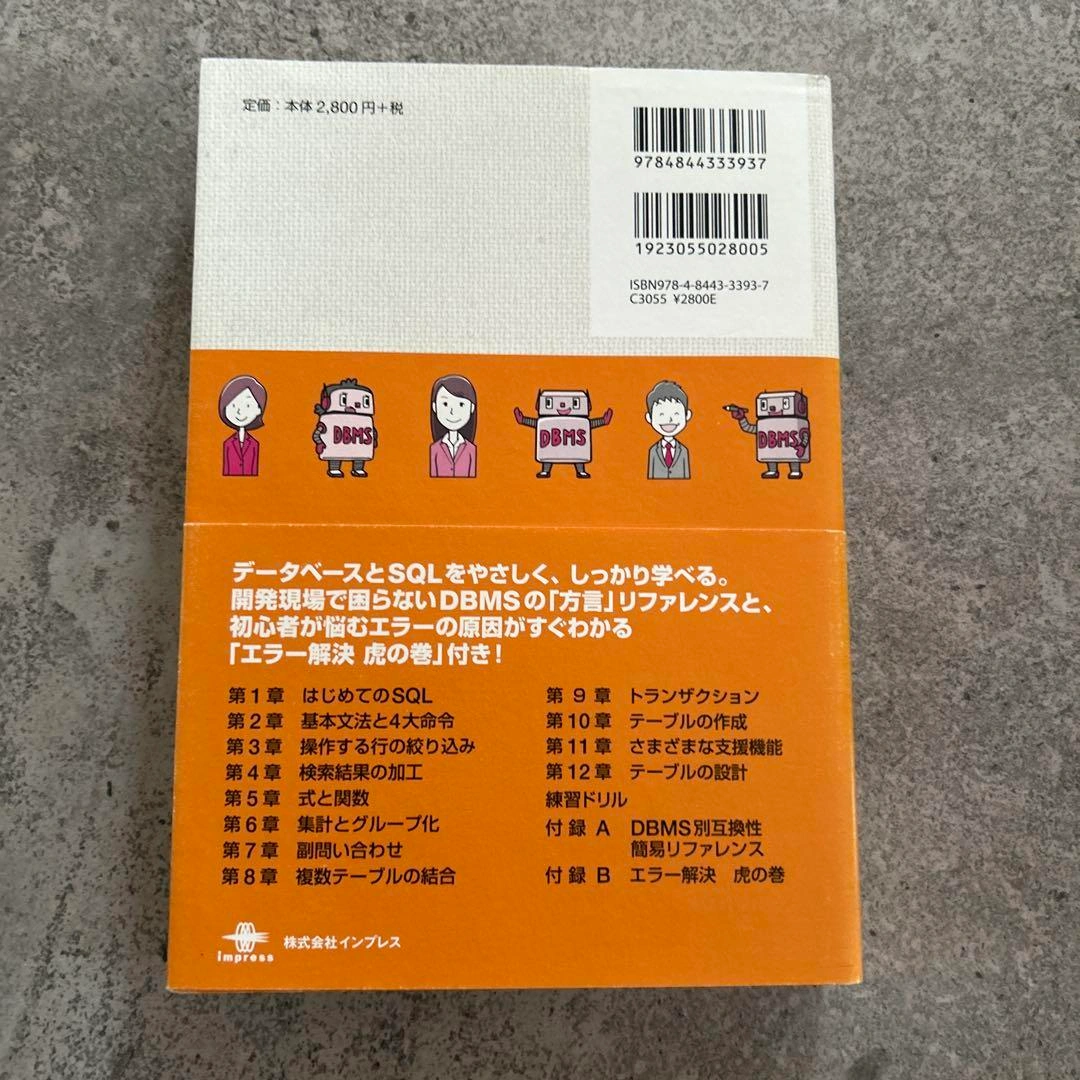 定価：本体2,800円+税
9784844333937
1923055028005
ISBN978-4-8443-3393-7
C3055 ¥2800E
DBMS
DBMS
DBMS
データベースとSQLをやさしく、しっかり学べる。
開発現場で困らないDBMSの「方言」リファレンスと、
初心者が悩むエラーの原因がすぐわかる
「エラー解決 虎の巻」付き！
第1章 はじめてのSQL
第2章 基本文法と4大命令
第3章 操作する行の絞り込み
第4章 検索結果の加工
第5章 式と関数
第6章 集計とグループ化
第7章 副問い合わせ
第8章 複数テーブルの結合
第9章 トランザクション
第10章 テーブルの作成
第11章 さまざまな支援機能
第12章 テーブルの設計
練習ドリル
付録A DBMS別互換性
簡易リファレンス
付録B エラー解決 虎の巻
impress
株式会社インプレス